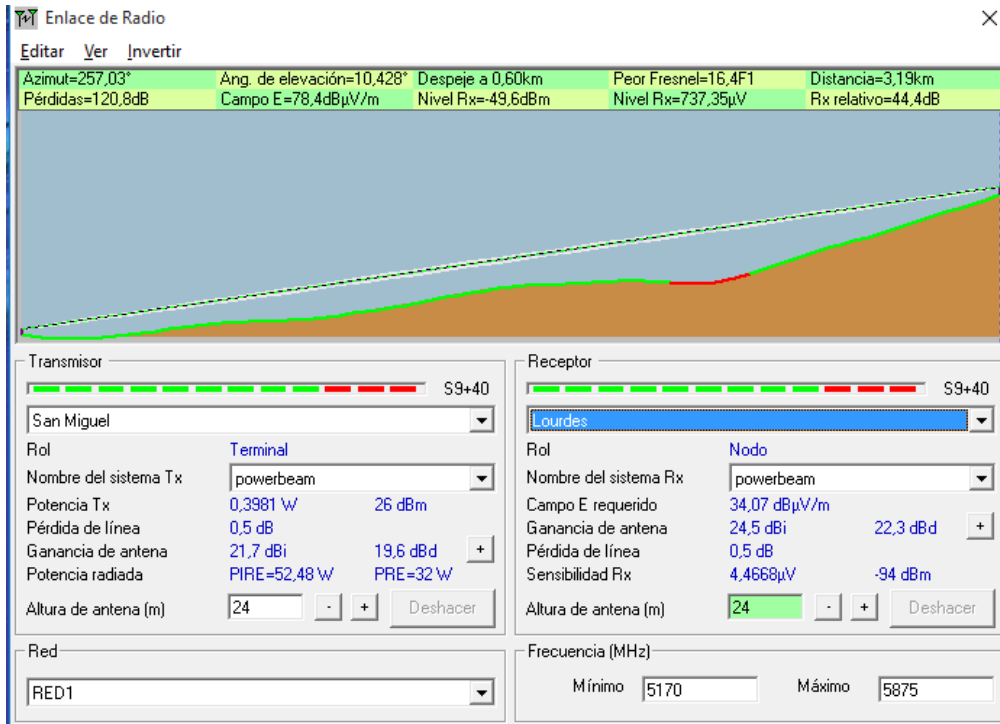 Enlace de Radio
Editar Ver Invertir
Azimut=257,03° Ang. de elevación=10,428° Despeje a 0,60km Peor Fresnel=16,4F1 Distancia=3,19km
Pérdidas=120,8dB Campo E=78,4dBµV/m Nivel Rx=-49,6dBm Nivel Rx=737,35µV Rx relativo=44,4dB
Transmisor
S9+40
San Miguel
Rol Terminal
Nombre del sistema Tx powerbeam
Potencia Tx 0,3981 W 26 dBm
Pérdida de línea 0,5 dB
Ganancia de antena 21,7 dBi 19,6 dBd +
Potencia radiada PIRE=52,48 W PRE=32 W
Altura de antena (m) 24 - + Deshacer
Red
RED1
Receptor
S9+40
Lourdes
Rol Nodo
Nombre del sistema Rx powerbeam
Campo E requerido 34,07 dBµV/m
Ganancia de antena 24,5 dBi 22,3 dBd +
Pérdida de línea 0,5 dB
Sensibilidad Rx 4,4668µV -94 dBm
Altura de antena (m) 24 - + Deshacer
Frecuencia (MHz)
Mínimo 5170 Máximo 5875